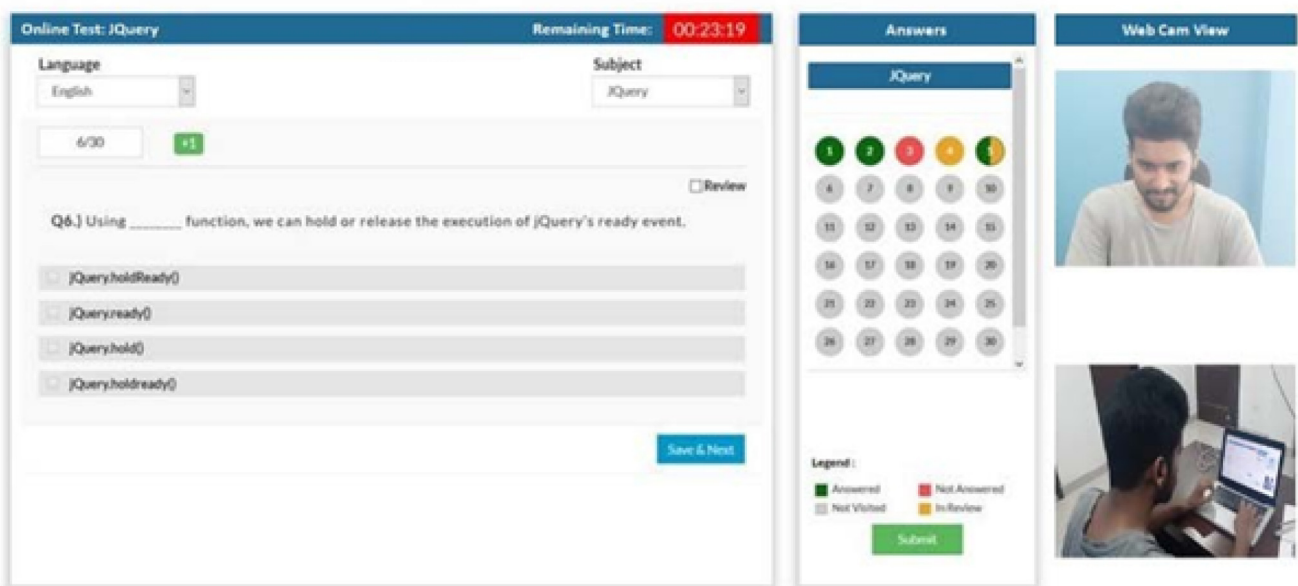 Online Test: JQuery
Remaining Time: 00:23:19
Language
Subject
English
JQuery
6/30
+1
Review
Q6.) Using _______ function, we can hold or release the execution of jQuery's ready event.
jQuery.holdReady()
jQuery.ready()
jQuery.hold()
jQuery.holdready()
Save & Next
Answers
JQuery
1 2 3 4 5
6 7 8 9 10
11 12 13 14 15
16 17 18 19 20
21 22 23 24 25
26 27 28 29 30
Legend :
Answered
Not Answered
Not Visited
In Review
Submit
Web Cam View